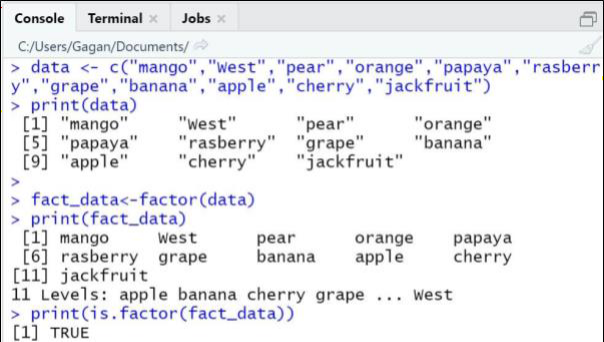 Console Terminal × Jobs ×
C:/Users/Gagan/Documents/
> data <- c("mango","West","pear","orange","papaya","rasberr
y","grape","banana","apple","cherry","jackfruit")
> print(data)
[1] "mango" "West" "pear" "orange"
[5] "papaya" "rasberry" "grape" "banana"
[9] "apple" "cherry" "jackfruit"
>
> fact_data<-factor(data)
> print(fact_data)
[1] mango West pear orange papaya
[6] rasberry grape banana apple cherry
[11] jackfruit
11 Levels: apple banana cherry grape ... West
> print(is.factor(fact_data))
[1] TRUE